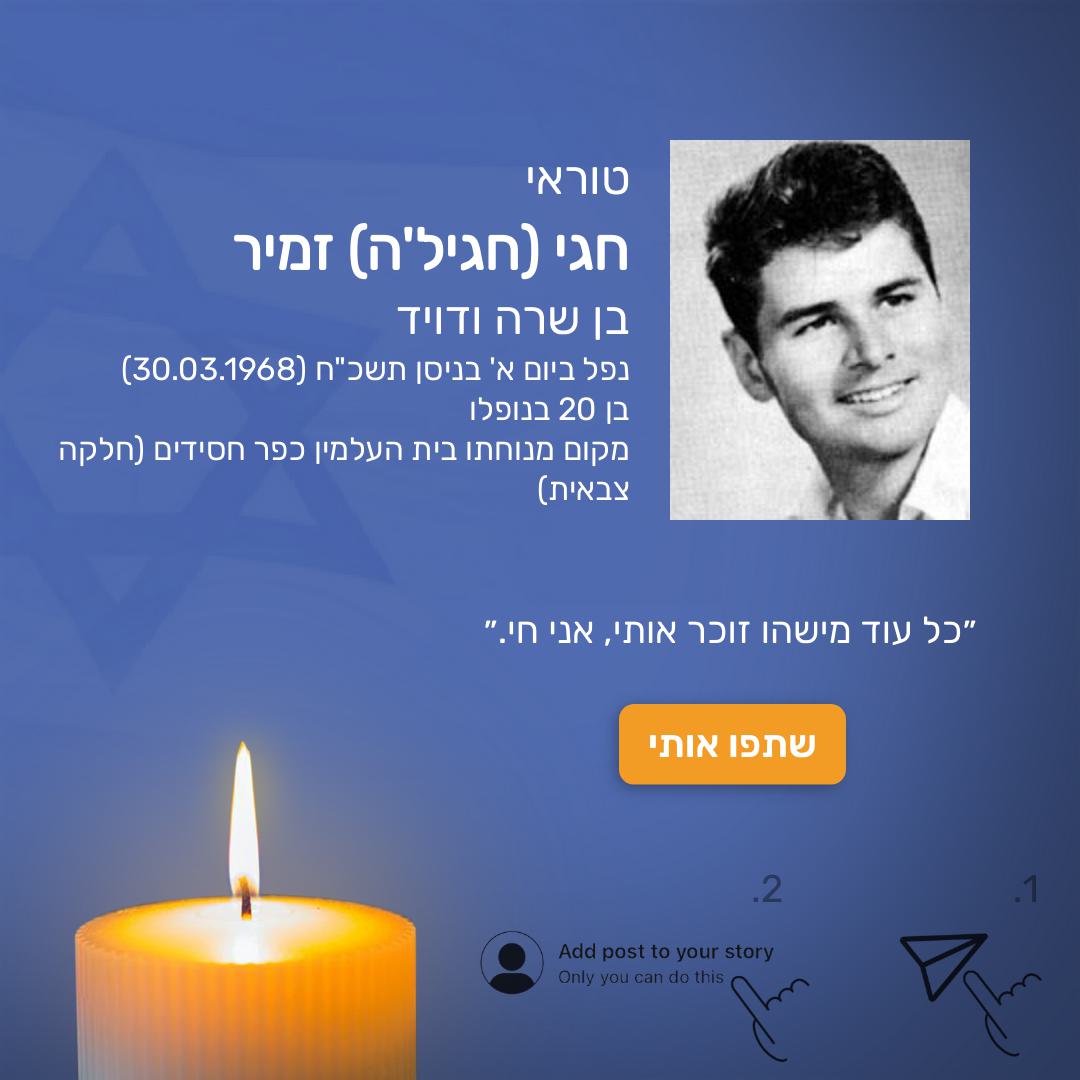 טוראי
חגי (חגיל'ה) זמיר
בן שרה ודויד
נפל ביום א' בניסן תשכ"ח (30.03.1968)
בן 20 בנופלו
מקום מנוחתו בית העלמין כפר חסידים (חלקה
צבאית)
״כל עוד מישהו זוכר אותי, אני חי.״
שתפו אותי
1.
2.
Add post to your story
Only you can do this